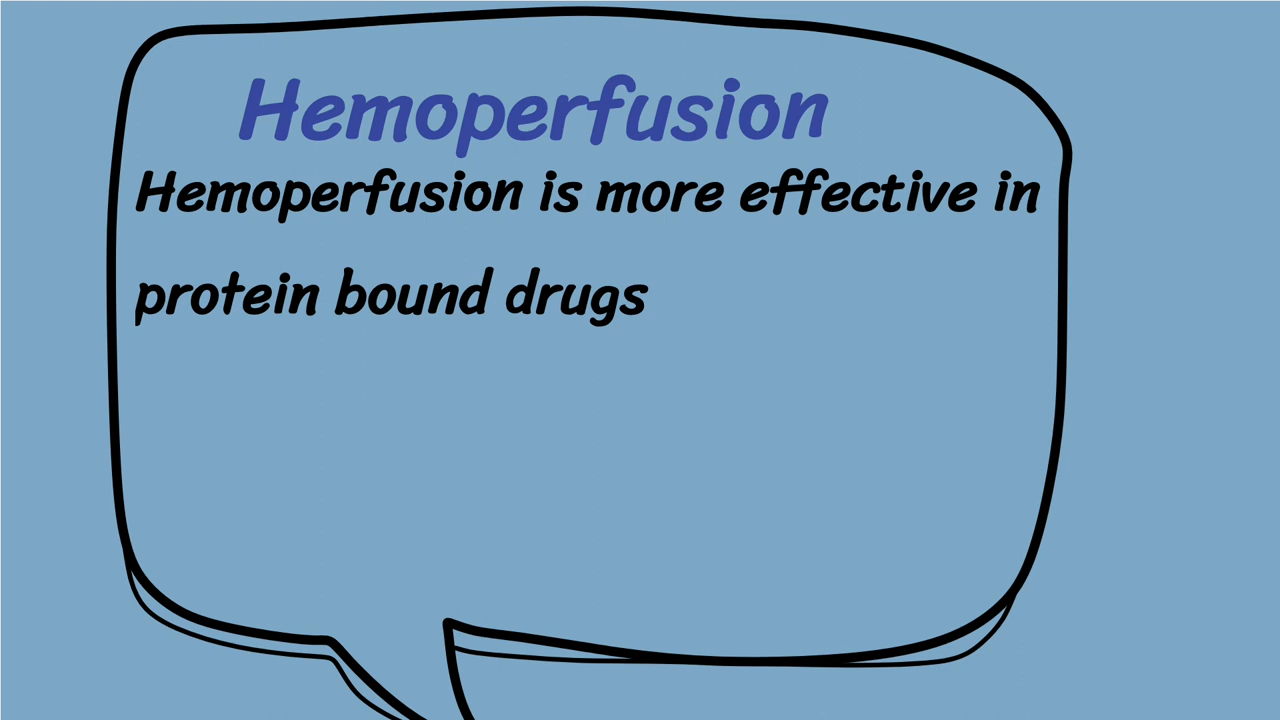 Hemoperfusion
Hemoperfusion is more effective in
protein bound drugs